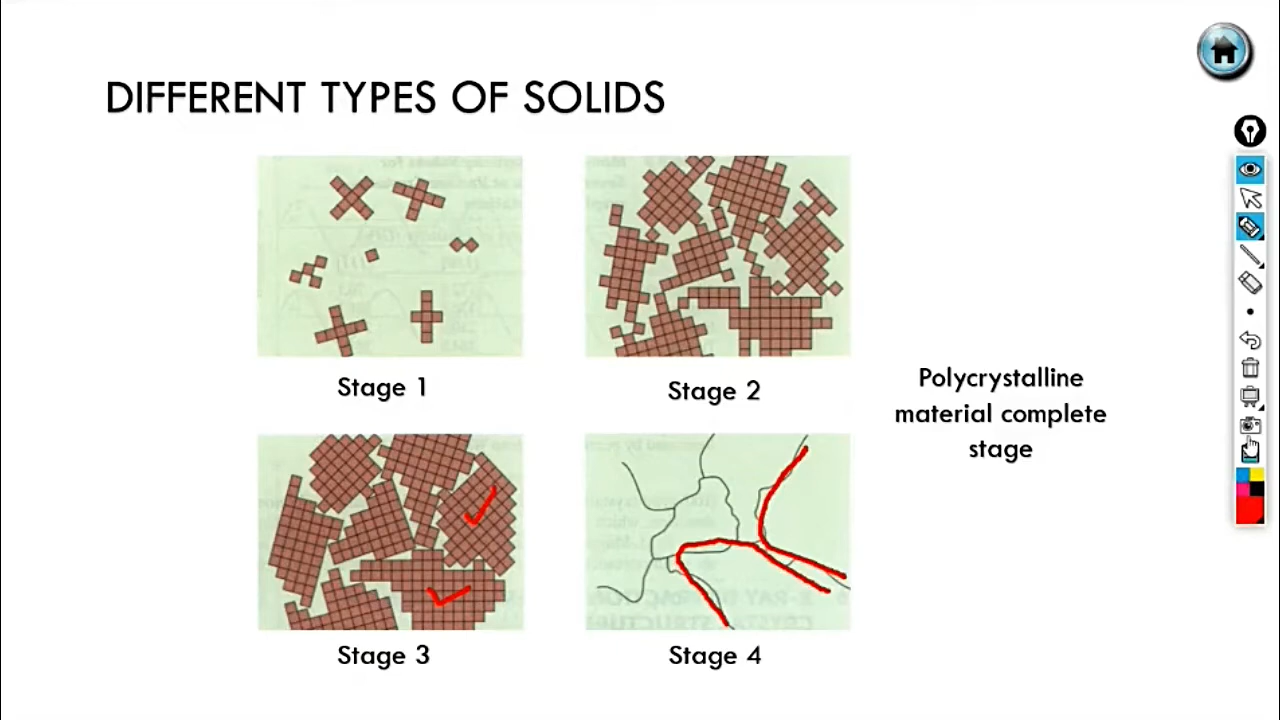 DIFFERENT TYPES OF SOLIDS
Stage 1
Stage 2
Polycrystalline
material complete
stage
Stage 3
Stage 4